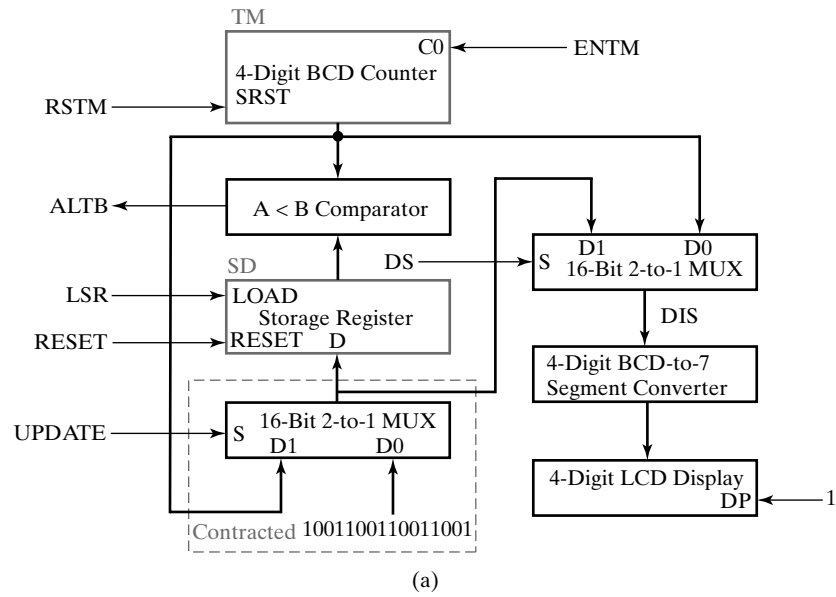 TM
C0
ENTM
4-Digit BCD Counter
RSTM
SRST
ALTB
A < B Comparator
D1 D0
SD
DS
S
16-Bit 2-to-1 MUX
LSR
LOAD
Storage Register
DIS
RESET
RESET D
4-Digit BCD-to-7
Segment Converter
16-Bit 2-to-1 MUX
UPDATE
S
D1 D0
4-Digit LCD Display
DP
1
Contracted
1001100110011001
(a)